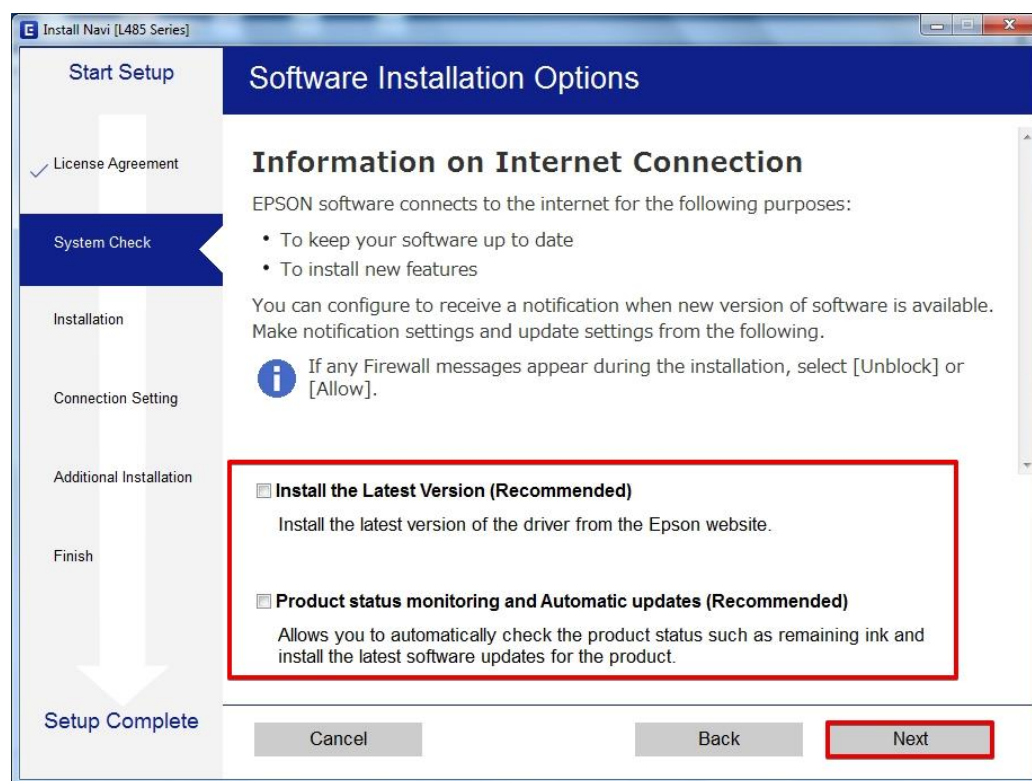 Install Navi [L485 Series]
Start Setup
Software Installation Options
License Agreement
System Check
Installation
Connection Setting
Additional Installation
Finish
Setup Complete
Information on Internet Connection
EPSON software connects to the internet for the following purposes:
• To keep your software up to date
• To install new features
You can configure to receive a notification when new version of software is available.
Make notification settings and update settings from the following.
If any Firewall messages appear during the installation, select [Unblock] or
[Allow].
Install the Latest Version (Recommended)
Install the latest version of the driver from the Epson website.
Product status monitoring and Automatic updates (Recommended)
Allows you to automatically check the product status such as remaining ink and
install the latest software updates for the product.
Cancel
Back
Next